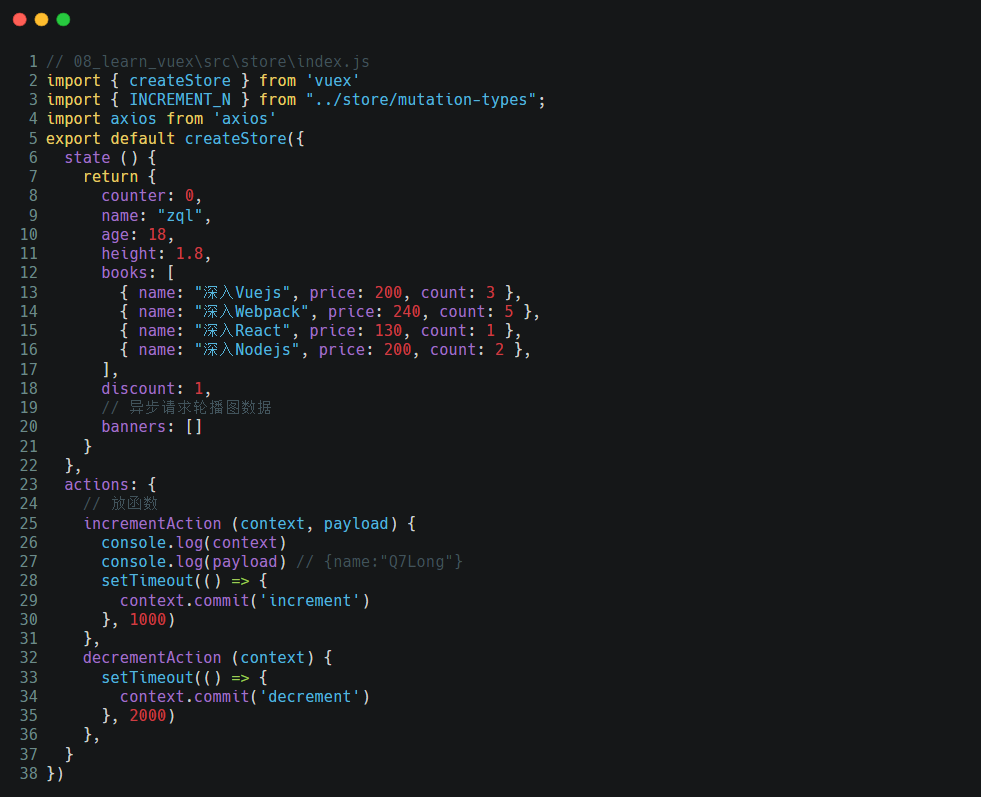 1 // 08_learn_vuex\src\store\index.js
2 import { createStore } from 'vuex'
3 import { INCREMENT_N } from "../store/mutation-types";
4 import axios from 'axios'
5 export default createStore({
6   state () {
7     return {
8       counter: 0,
9       name: "zql",
10       age: 18,
11       height: 1.8,
12       books: [
13         { name: "深入Vuejs", price: 200, count: 3 },
14         { name: "深入Webpack", price: 240, count: 5 },
15         { name: "深入React", price: 130, count: 1 },
16         { name: "深入Nodejs", price: 200, count: 2 },
17       ],
18       discount: 1,
19       // 异步请求轮播图数据
20       banners: []
21     }
22   },
23   actions: {
24     // 放函数
25     incrementAction (context, payload) {
26       console.log(context)
27       console.log(payload) // {name:"Q7Long"}
28       setTimeout(() => {
29         context.commit('increment')
30       }, 1000)
31     },
32     decrementAction (context) {
33       setTimeout(() => {
34         context.commit('decrement')
35       }, 2000)
36     },
37   }
38 })